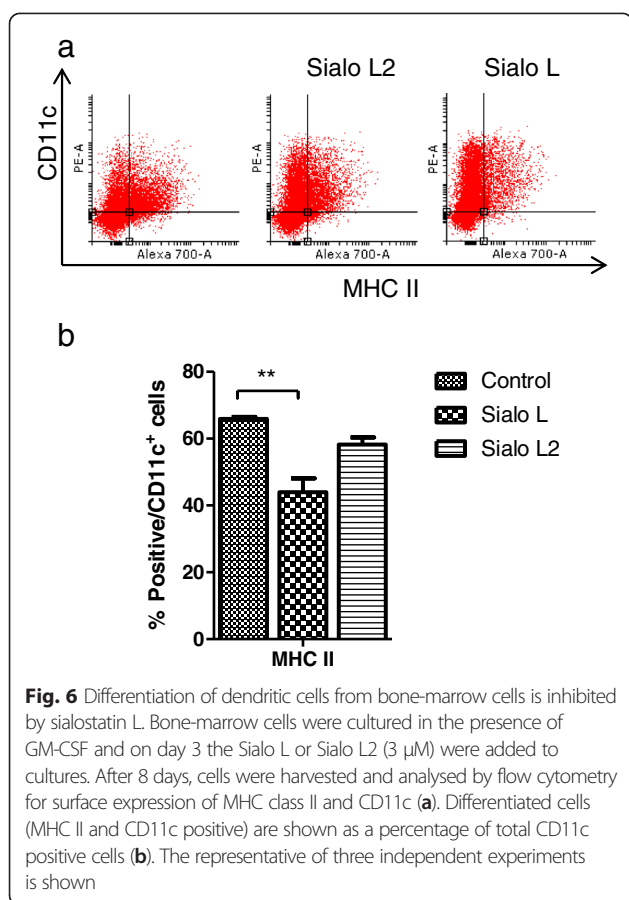 a
Sialo L2 Sialo L
CD11c
PE-A PE-A PE-A
Alexa 700-A Alexa 700-A Alexa 700-A
MHC II
b
% Positive/CD11c⁺ cells
80
60
40
20
0
**
MHC II
Control
Sialo L
Sialo L2
Fig. 6 Differentiation of dendritic cells from bone-marrow cells is inhibited
by sialostatin L. Bone-marrow cells were cultured in the presence of
GM-CSF and on day 3 the Sialo L or Sialo L2 (3 μM) were added to
cultures. After 8 days, cells were harvested and analysed by flow cytometry
for surface expression of MHC class II and CD11c (a). Differentiated cells
(MHC II and CD11c positive) are shown as a percentage of total CD11c
positive cells (b). The representative of three independent experiments
is shown